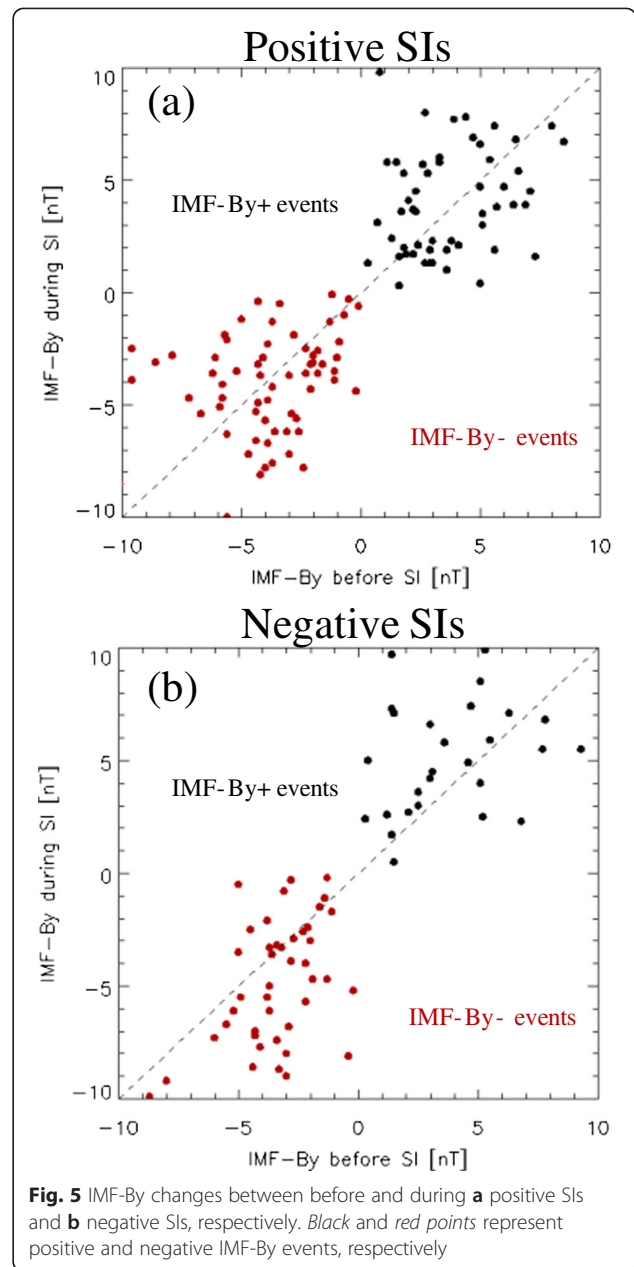 Positive SIs
(a)
IMF-By+ events
IMF-By- events
10
5
0
-5
-10
IMF-By during SI [nT]
-10 -5 0 5 10
IMF-By before SI [nT]
Negative SIs
(b)
IMF-By+ events
IMF-By- events
10
5
0
-5
-10
IMF-By during SI [nT]
-10 -5 0 5 10
IMF-By before SI [nT]
Fig. 5 IMF-By changes between before and during a positive SIs
and b negative SIs, respectively. Black and red points represent
positive and negative IMF-By events, respectively